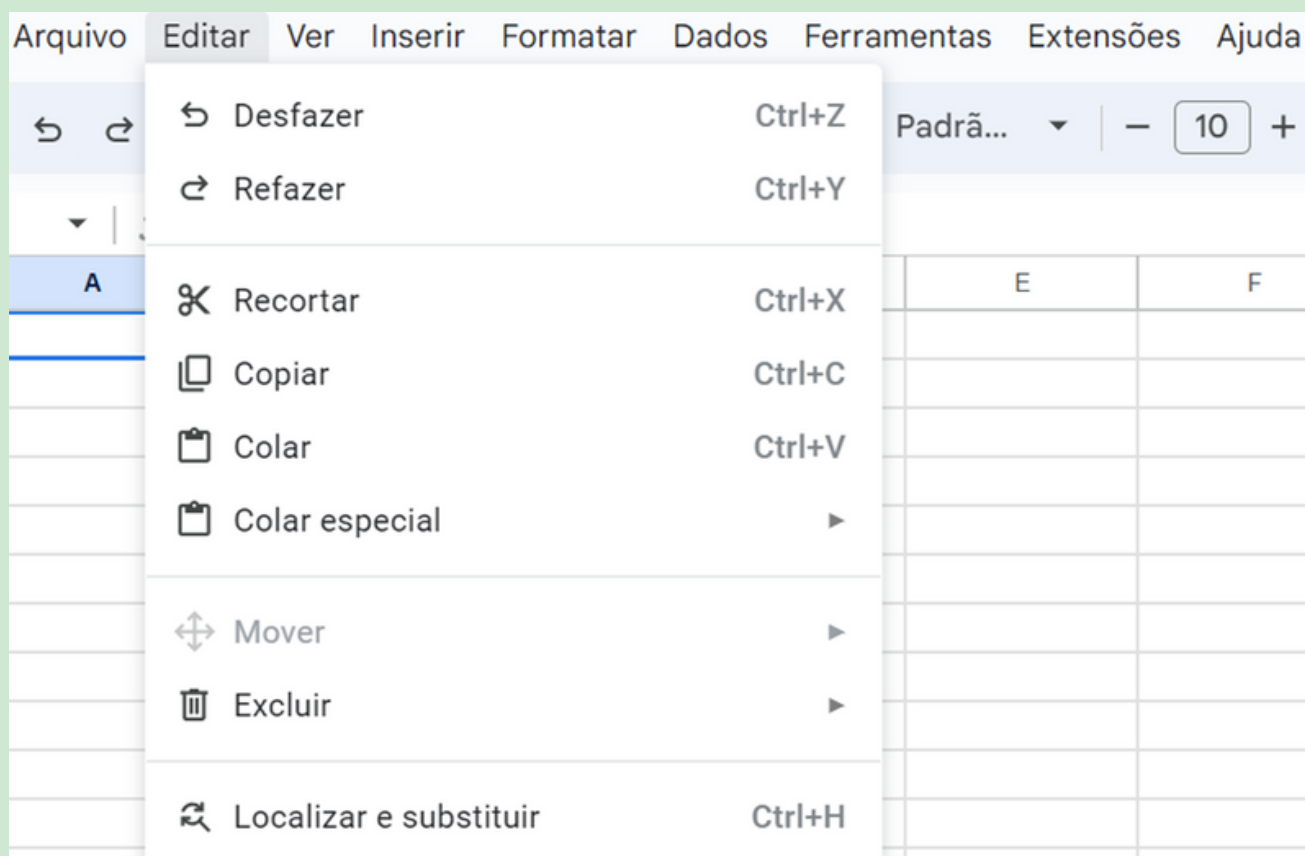 Arquivo Editar Ver Inserir Formatar Dados Ferramentas Extensões Ajuda
Desfazer Ctrl+Z
Padrã... 10
Refazer Ctrl+Y
A E F
Recortar Ctrl+X
Copiar Ctrl+C
Colar Ctrl+V
Colar especial
Mover
Excluir
Localizar e substituir Ctrl+H